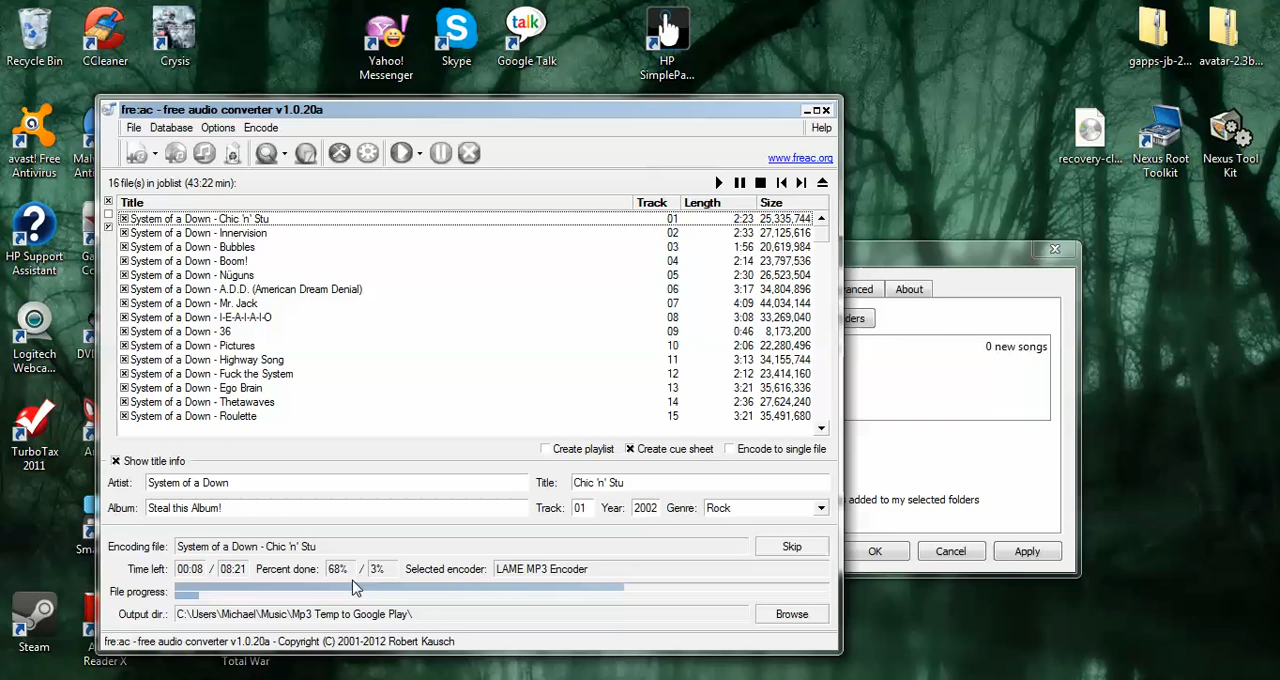 Recycle Bin
CCleaner
Crysis
Yahoo!
Messenger
Skype
talk
Google Talk
HP
SimplePa...
gapps-jb-2...
avatar-2.3b...
avast! Free
Antivirus
recovery-cl...
Nexus Root
Toolkit
Nexus Tool
Kit
HP Support
Assistant
Logitech
Webca...
TurboTax
2011
Steam
Reader X
Total War
fre:ac - free audio converter v1.0.20a
File Database Options Encode Help
www.freac.org
16 file(s) in joblist (43:22 min):
Title Track Length Size
System of a Down - Chic 'n' Stu 01 2:23 25,335,744
System of a Down - Innervision 02 2:33 27,125,616
System of a Down - Bubbles 03 1:56 20,619,984
System of a Down - Boom! 04 2:14 23,797,536
System of a Down - Nüguns 05 2:30 26,523,504
System of a Down - A.D.D. (American Dream Denial) 06 3:17 34,804,896
System of a Down - Mr. Jack 07 4:09 44,034,144
System of a Down - I-E-A-I-A-I-O 08 3:08 33,269,040
System of a Down - 36 09 0:46 8,173,200
System of a Down - Pictures 10 2:06 22,280,496
System of a Down - Highway Song 11 3:13 34,155,744
System of a Down - Fuck the System 12 2:12 23,414,160
System of a Down - Ego Brain 13 3:21 35,616,336
System of a Down - Thetawaves 14 2:36 27,624,240
System of a Down - Roulette 15 3:21 35,491,680
Create playlist Create cue sheet Encode to single file
Show title info
Artist: System of a Down Title: Chic 'n' Stu
Album: Steal this Album! Track: 01 Year: 2002 Genre: Rock
Encoding file: System of a Down - Chic 'n' Stu Skip
Time left: 00:08 / 08:21 Percent done: 68% / 3% Selected encoder: LAME MP3 Encoder
File progress:
Output dir.: C:\Users\Michael\Music\Mp3 Temp to Google Play\ Browse
fre:ac - free audio converter v1.0.20a - Copyright (C) 2001-2012 Robert Kausch
anced About
ders
0 new songs
s added to my selected folders
OK Cancel Apply